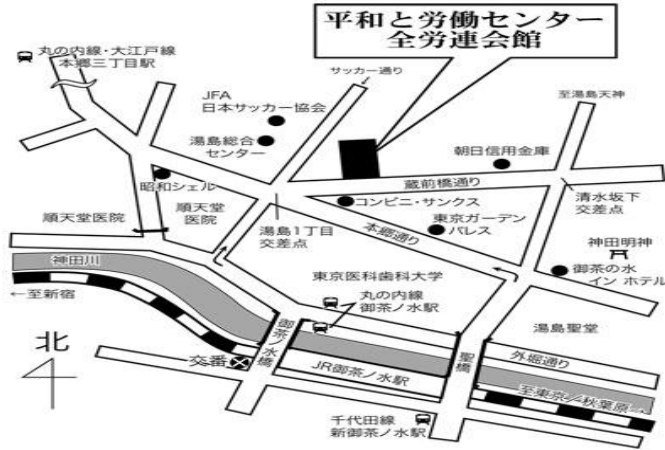 平和と労働センター
全労連会館
丸の内線・大江戸線
本郷三丁目駅
サッカー通り
JFA
日本サッカー協会
至湯島天神
湯島総合
センター
朝日信用金庫
昭和シェル
蔵前橋通り
コンビニ・サンクス
清水坂下
交差点
順天堂医院
順天堂
医院
湯島1丁目
交差点
本郷通り
東京ガーデン
パレス
神田明神
神田川
東京医科歯科大学
御茶の水
イン ホテル
←至新宿
丸の内線
御茶ノ水駅
湯島聖堂
北
御茶ノ水橋
聖橋
外堀通り
交番
JR御茶ノ水駅
至東京/秋葉原→
千代田線
新御茶ノ水駅